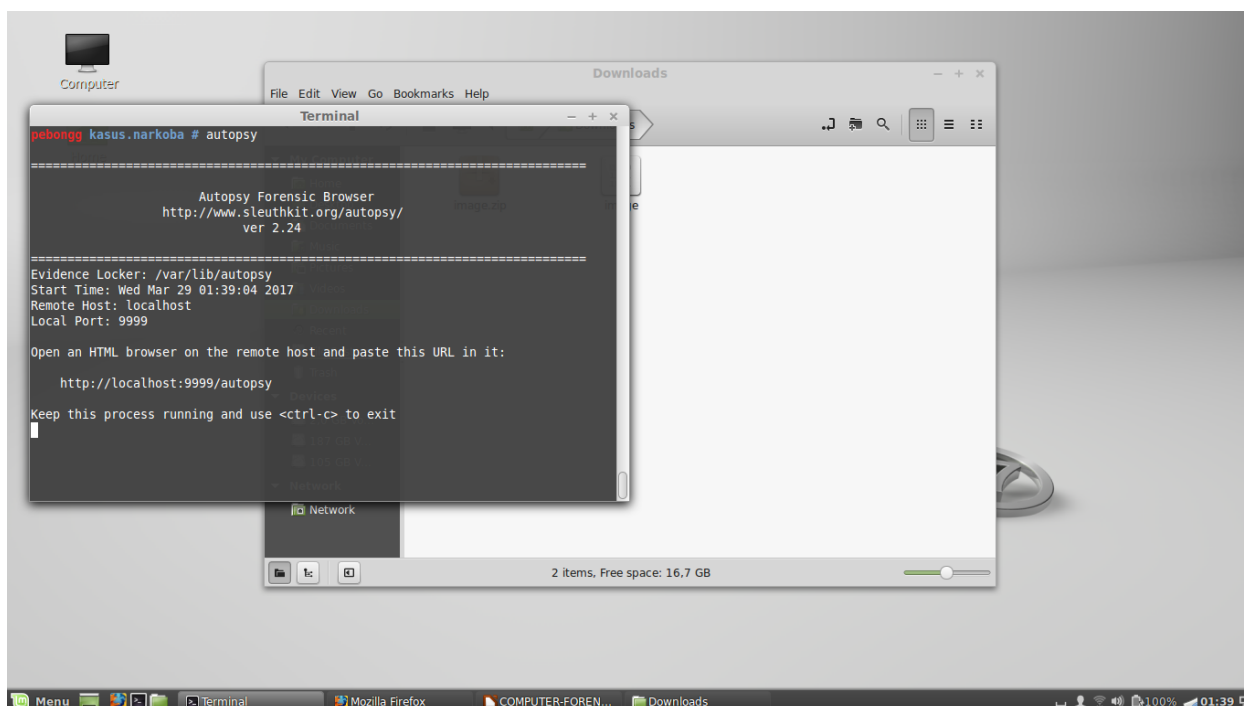 Computer
Downloads
File Edit View Go Bookmarks Help
Terminal
pebongg kasus.narkoba # autopsy
========================================================================
Autopsy Forensic Browser
http://www.sleuthkit.org/autopsy/
ver 2.24
========================================================================
Evidence Locker: /var/lib/autopsy
Start Time: Wed Mar 29 01:39:04 2017
Remote Host: localhost
Local Port: 9999
Open an HTML browser on the remote host and paste this URL in it:
http://localhost:9999/autopsy
Keep this process running and use <ctrl-c> to exit
image.zip
Devices
Network
Network
2 items, Free space: 16,7 GB
Menu
Terminal
Mozilla Firefox
COMPUTER-FOREN...
Downloads
100%
01:39